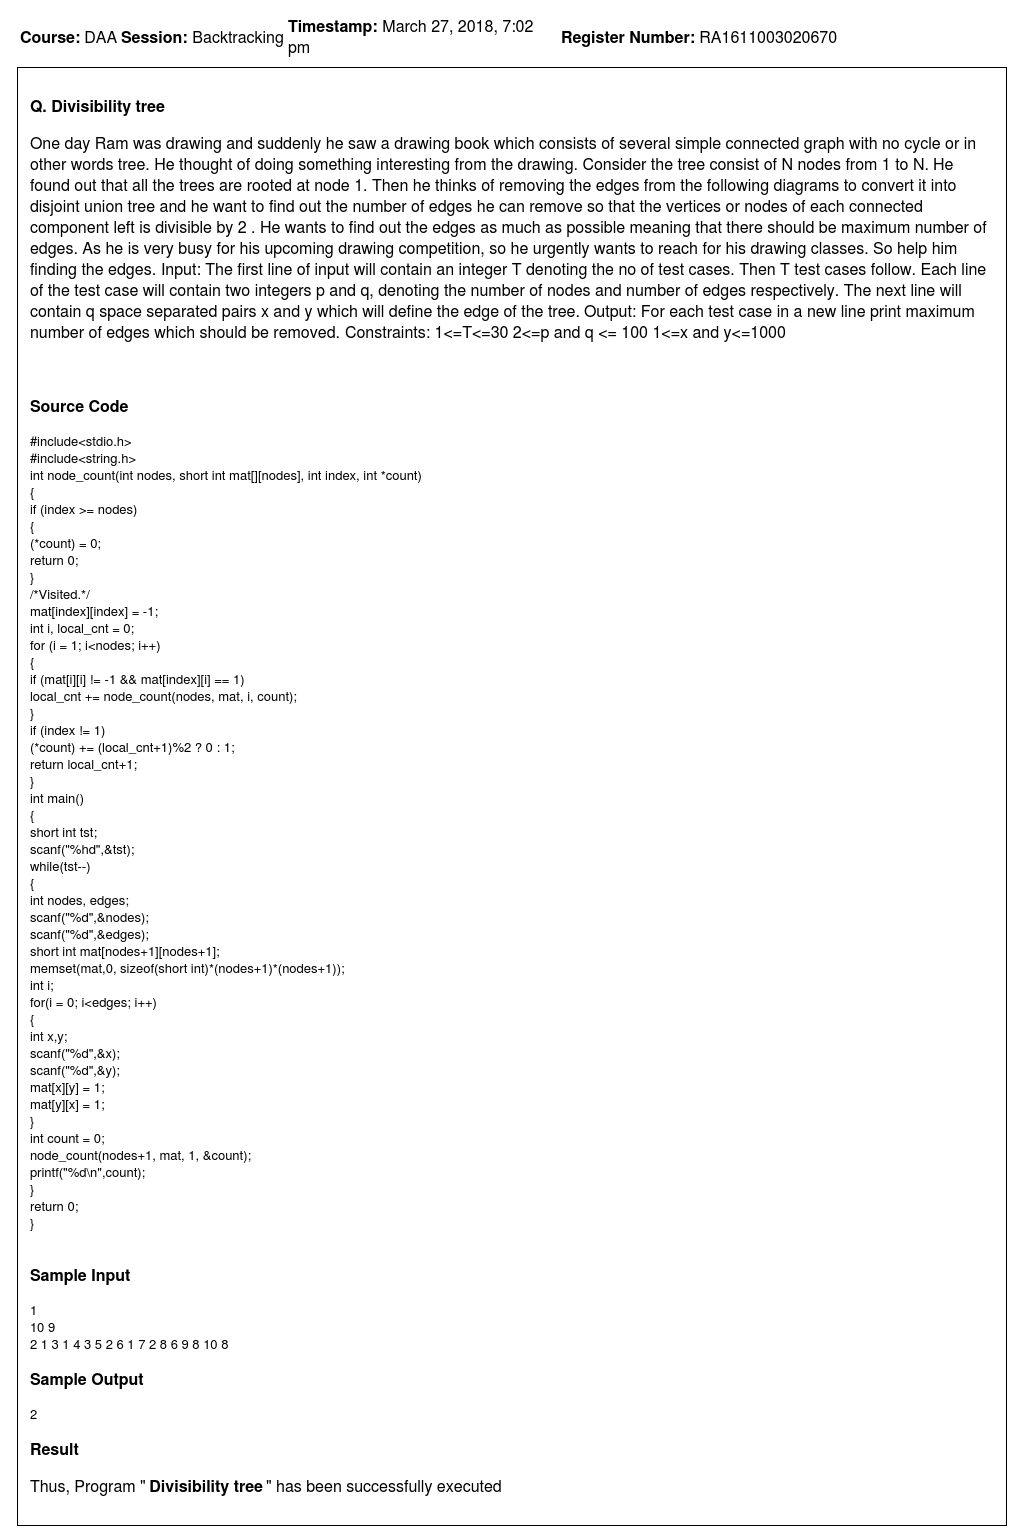 Course: DAA Session: Backtracking Timestamp: March 27, 2018, 7:02 pm Register Number: RA1611003020670
Q. Divisibility tree
One day Ram was drawing and suddenly he saw a drawing book which consists of several simple connected graph with no cycle or in
other words tree. He thought of doing something interesting from the drawing. Consider the tree consist of N nodes from 1 to N. He
found out that all the trees are rooted at node 1. Then he thinks of removing the edges from the following diagrams to convert it into
disjoint union tree and he want to find out the number of edges he can remove so that the vertices or nodes of each connected
component left is divisible by 2 . He wants to find out the edges as much as possible meaning that there should be maximum number of
edges. As he is very busy for his upcoming drawing competition, so he urgently wants to reach for his drawing classes. So help him
finding the edges. Input: The first line of input will contain an integer T denoting the no of test cases. Then T test cases follow. Each line
of the test case will contain two integers p and q, denoting the number of nodes and number of edges respectively. The next line will
contain q space separated pairs x and y which will define the edge of the tree. Output: For each test case in a new line print maximum
number of edges which should be removed. Constraints: 1<=T<=30 2<=p and q <= 100 1<=x and y<=1000
Source Code
#include<stdio.h>
#include<string.h>
int node_count(int nodes, short int mat[][nodes], int index, int *count)
{
if (index >= nodes)
{
(*count) = 0;
return 0;
}
/*Visited.*/
mat[index][index] = -1;
int i, local_cnt = 0;
for (i = 1; i<nodes; i++)
{
if (mat[i][i] != -1 && mat[index][i] == 1)
local_cnt += node_count(nodes, mat, i, count);
}
if (index != 1)
(*count) += (local_cnt+1)%2 ? 0 : 1;
return local_cnt+1;
}
int main()
{
short int tst;
scanf("%hd",&tst);
while(tst--)
{
int nodes, edges;
scanf("%d",&nodes);
scanf("%d",&edges);
short int mat[nodes+1][nodes+1];
memset(mat,0, sizeof(short int)*(nodes+1)*(nodes+1));
int i;
for(i = 0; i<edges; i++)
{
int x,y;
scanf("%d",&x);
scanf("%d",&y);
mat[x][y] = 1;
mat[y][x] = 1;
}
int count = 0;
node_count(nodes+1, mat, 1, &count);
printf("%d\n",count);
}
return 0;
}
Sample Input
1
10 9
2 1 3 1 4 3 5 2 6 1 7 2 8 6 9 8 10 8
Sample Output
2
Result
Thus, Program " Divisibility tree " has been successfully executed